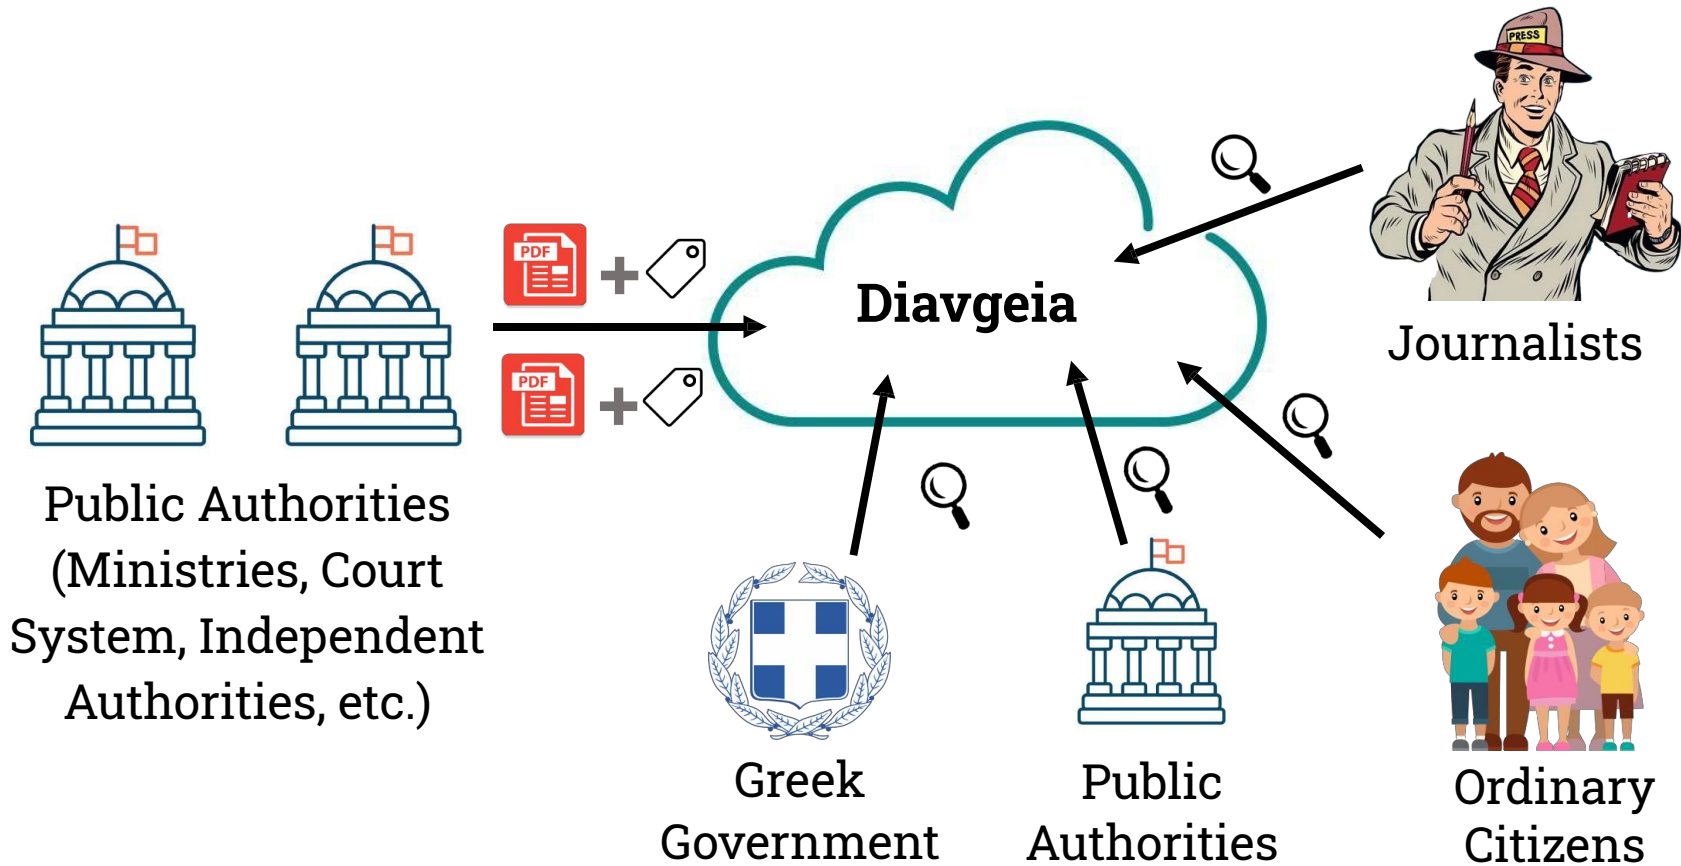 PRESS
PDF
Diavgeia
Journalists
PDF
Public Authorities
(Ministries, Court
System, Independent
Authorities, etc.)
Greek
Government
Public
Authorities
Ordinary
Citizens